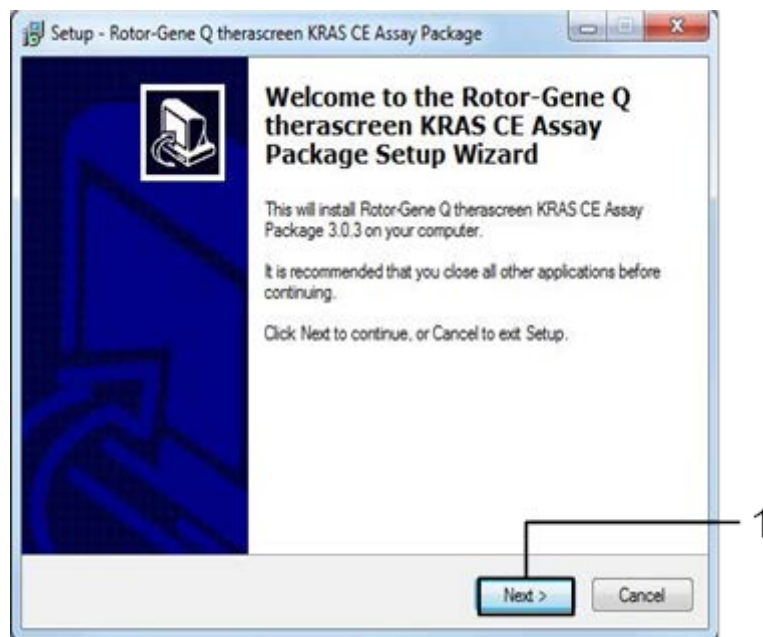 Setup - Rotor-Gene Q therascreen KRAS CE Assay Package
Welcome to the Rotor-Gene Q
therascreen KRAS CE Assay
Package Setup Wizard
This will install Rotor-Gene Q therascreen KRAS CE Assay
Package 3.0.3 on your computer.
It is recommended that you close all other applications before
continuing.
Click Next to continue, or Cancel to exit Setup.
1
Next >
Cancel